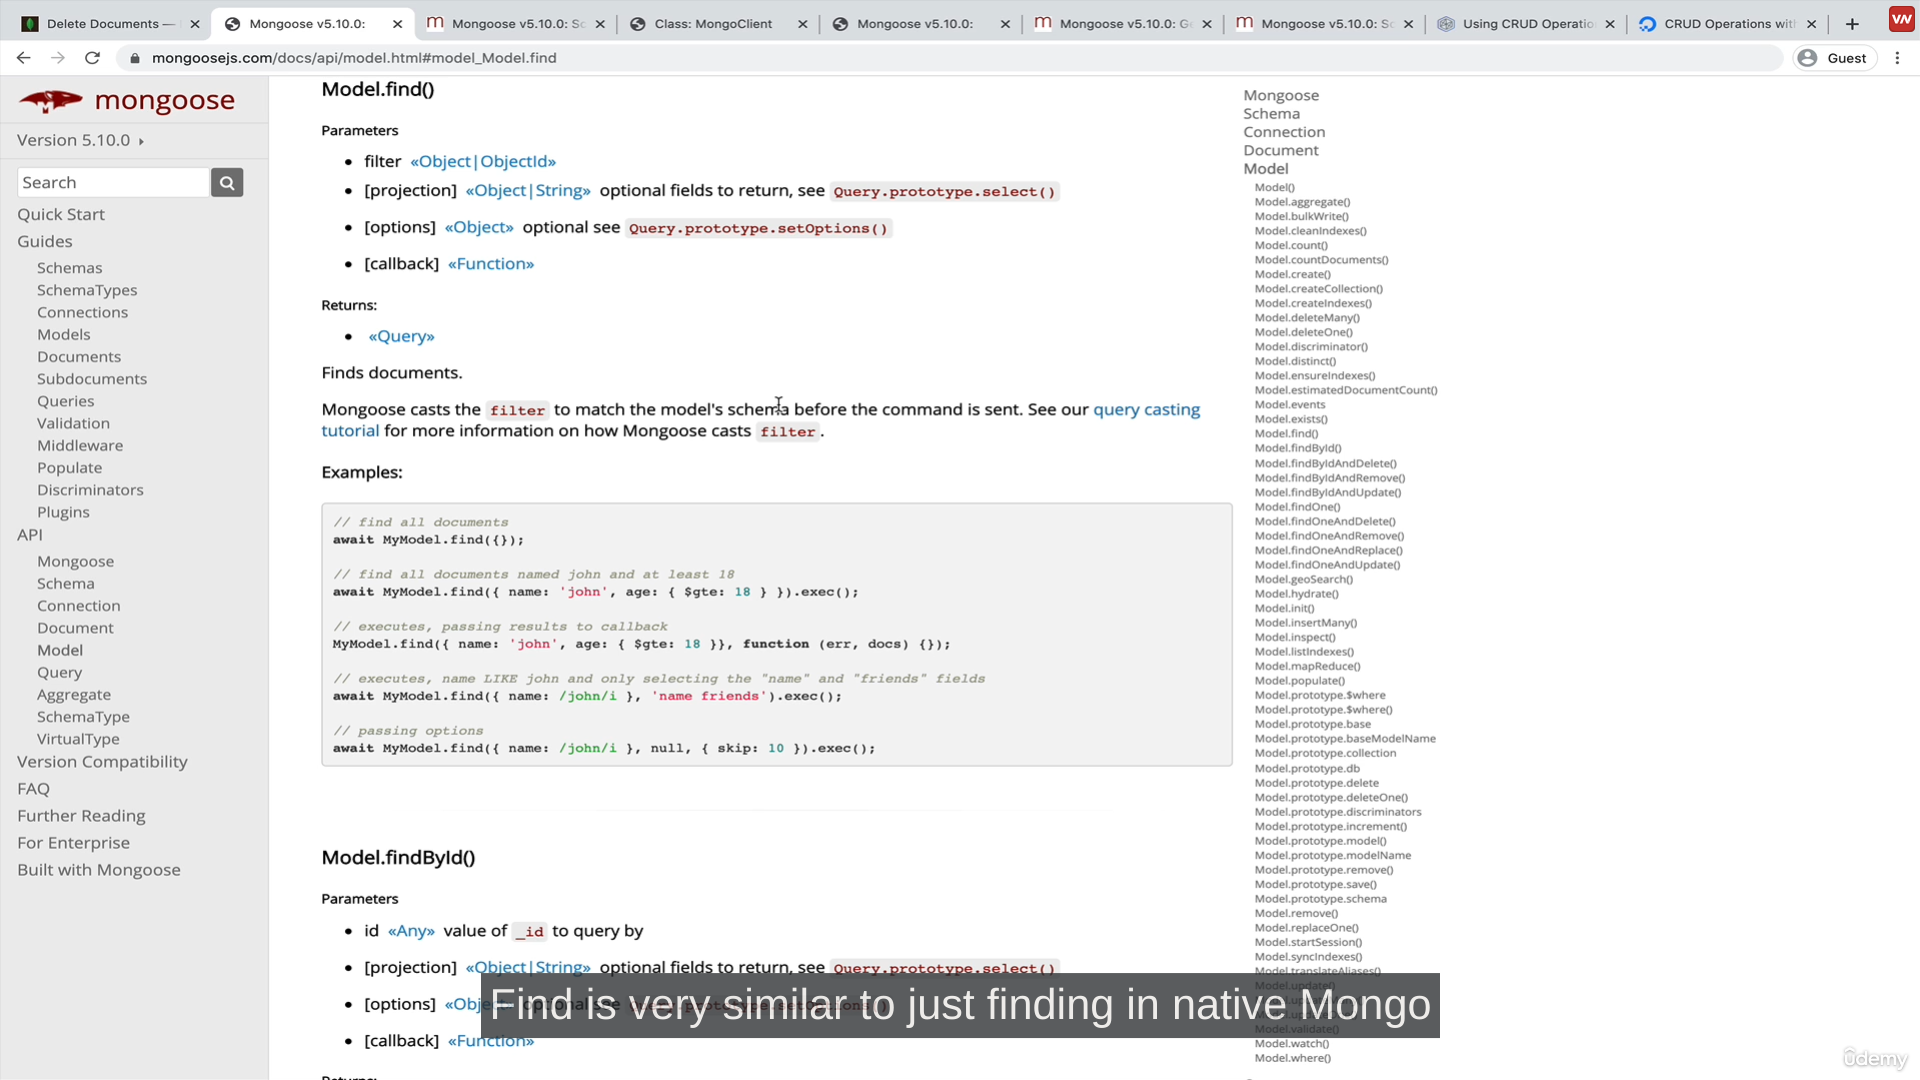 Delete Documents —
Mongoose v5.10.0:
Mongoose v5.10.0: Sc
Class: MongoClient
Mongoose v5.10.0:
Mongoose v5.10.0: Ge
Mongoose v5.10.0: Sc
Using CRUD Operatio
CRUD Operations with
mongoosejs.com/docs/api/model.html#model_Model.find
Guest
mongoose
Version 5.10.0
Search
Quick Start
Guides
Schemas
SchemaTypes
Connections
Models
Documents
Subdocuments
Queries
Validation
Middleware
Populate
Discriminators
Plugins
API
Mongoose
Schema
Connection
Document
Model
Query
Aggregate
SchemaType
VirtualType
Version Compatibility
FAQ
Further Reading
For Enterprise
Built with Mongoose
Model.find()
Parameters
• filter «Object|ObjectId»
• [projection] «Object|String» optional fields to return, see Query.prototype.select()
• [options] «Object» optional see Query.prototype.setOptions()
• [callback] «Function»
Returns:
• «Query»
Finds documents.
Mongoose casts the filter to match the model's schema before the command is sent. See our query casting
tutorial for more information on how Mongoose casts filter.
Examples:
// find all documents
await MyModel.find({});
// find all documents named john and at least 18
await MyModel.find({ name: 'john', age: { $gte: 18 } }).exec();
// executes, passing results to callback
MyModel.find({ name: 'john', age: { $gte: 18 }}, function (err, docs) {});
// executes, name LIKE john and only selecting the "name" and "friends" fields
await MyModel.find({ name: /john/i }, 'name friends').exec();
// passing options
await MyModel.find({ name: /john/i }, null, { skip: 10 }).exec();
Model.findById()
Parameters
• id «Any» value of _id to query by
• [projection] «Object|String» optional fields to return, see Query.prototype.select()
• [options] «Object» optional see
• [callback] «Function»
Returns:
Mongoose
Schema
Connection
Document
Model
Model()
Model.aggregate()
Model.bulkWrite()
Model.cleanIndexes()
Model.count()
Model.countDocuments()
Model.create()
Model.createCollection()
Model.createIndexes()
Model.deleteMany()
Model.deleteOne()
Model.discriminator()
Model.distinct()
Model.ensureIndexes()
Model.estimatedDocumentCount()
Model.events
Model.exists()
Model.find()
Model.findById()
Model.findByIdAndDelete()
Model.findByIdAndRemove()
Model.findByIdAndUpdate()
Model.findOne()
Model.findOneAndDelete()
Model.findOneAndRemove()
Model.findOneAndReplace()
Model.findOneAndUpdate()
Model.geoSearch()
Model.hydrate()
Model.init()
Model.insertMany()
Model.inspect()
Model.listIndexes()
Model.mapReduce()
Model.populate()
Model.prototype.$where
Model.prototype.$where()
Model.prototype.base
Model.prototype.baseModelName
Model.prototype.collection
Model.prototype.db
Model.prototype.delete
Model.prototype.deleteOne()
Model.prototype.discriminators
Model.prototype.increment()
Model.prototype.model()
Model.prototype.modelName
Model.prototype.remove()
Model.prototype.save()
Model.prototype.schema
Model.remove()
Model.replaceOne()
Model.startSession()
Model.syncIndexes()
Model.translateAliases()
Model.validate()
Model.watch()
Model.where()
Find is very similar to just finding in native Mongo
ûdemy